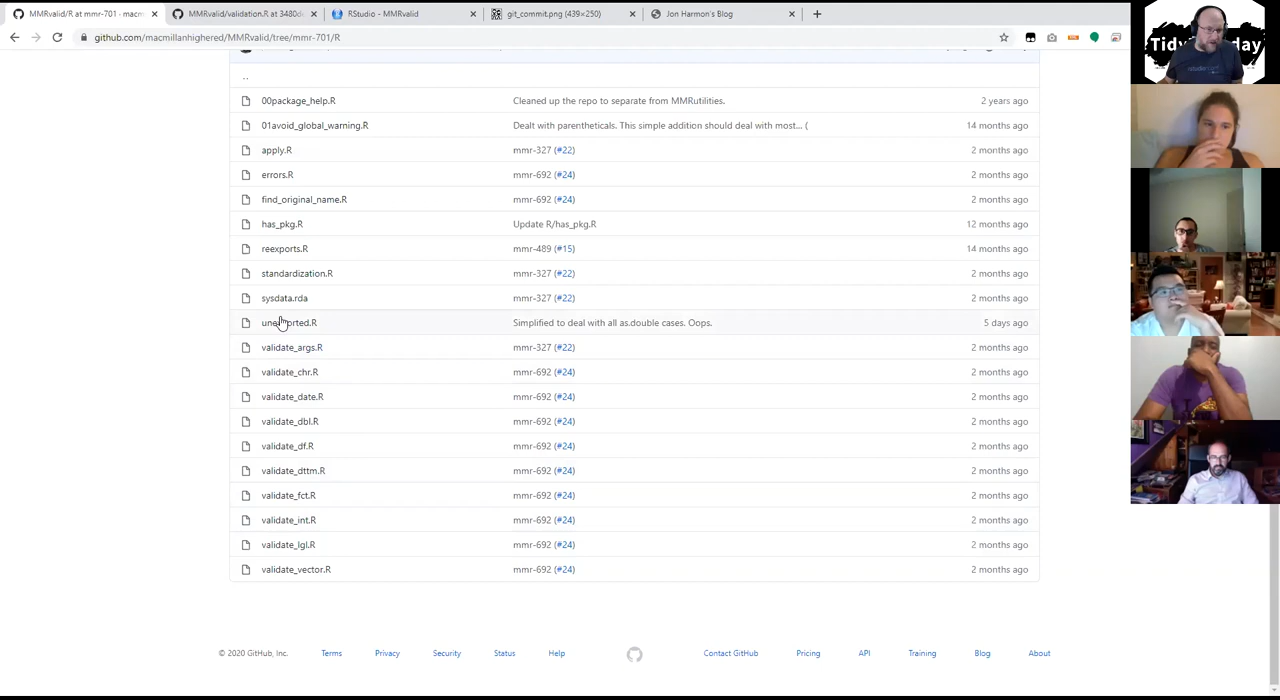 MMRvalid/R at mmr-701 · macm
MMRvalid/validation.R at 3480d
RStudio - MMRvalid
git_commit.png (439×250)
Jon Harmon's Blog
github.com/macmillanhighered/MMRvalid/tree/mmr-701/R
..
00package_help.R Cleaned up the repo to separate from MMRutilities. 2 years ago
01avoid_global_warning.R Dealt with parentheticals. This simple addition should deal with most... ( 14 months ago
apply.R mmr-327 (#22) 2 months ago
errors.R mmr-692 (#24) 2 months ago
find_original_name.R mmr-692 (#24) 2 months ago
has_pkg.R Update R/has_pkg.R 12 months ago
reexports.R mmr-489 (#15) 14 months ago
standardization.R mmr-327 (#22) 2 months ago
sysdata.rda mmr-327 (#22) 2 months ago
unexported.R Simplified to deal with all as.double cases. Oops. 5 days ago
validate_args.R mmr-327 (#22) 2 months ago
validate_chr.R mmr-692 (#24) 2 months ago
validate_date.R mmr-692 (#24) 2 months ago
validate_dbl.R mmr-692 (#24) 2 months ago
validate_df.R mmr-692 (#24) 2 months ago
validate_dttm.R mmr-692 (#24) 2 months ago
validate_fct.R mmr-692 (#24) 2 months ago
validate_int.R mmr-692 (#24) 2 months ago
validate_lgl.R mmr-692 (#24) 2 months ago
validate_vector.R mmr-692 (#24) 2 months ago
© 2020 GitHub, Inc. Terms Privacy Security Status Help Contact GitHub Pricing API Training Blog About